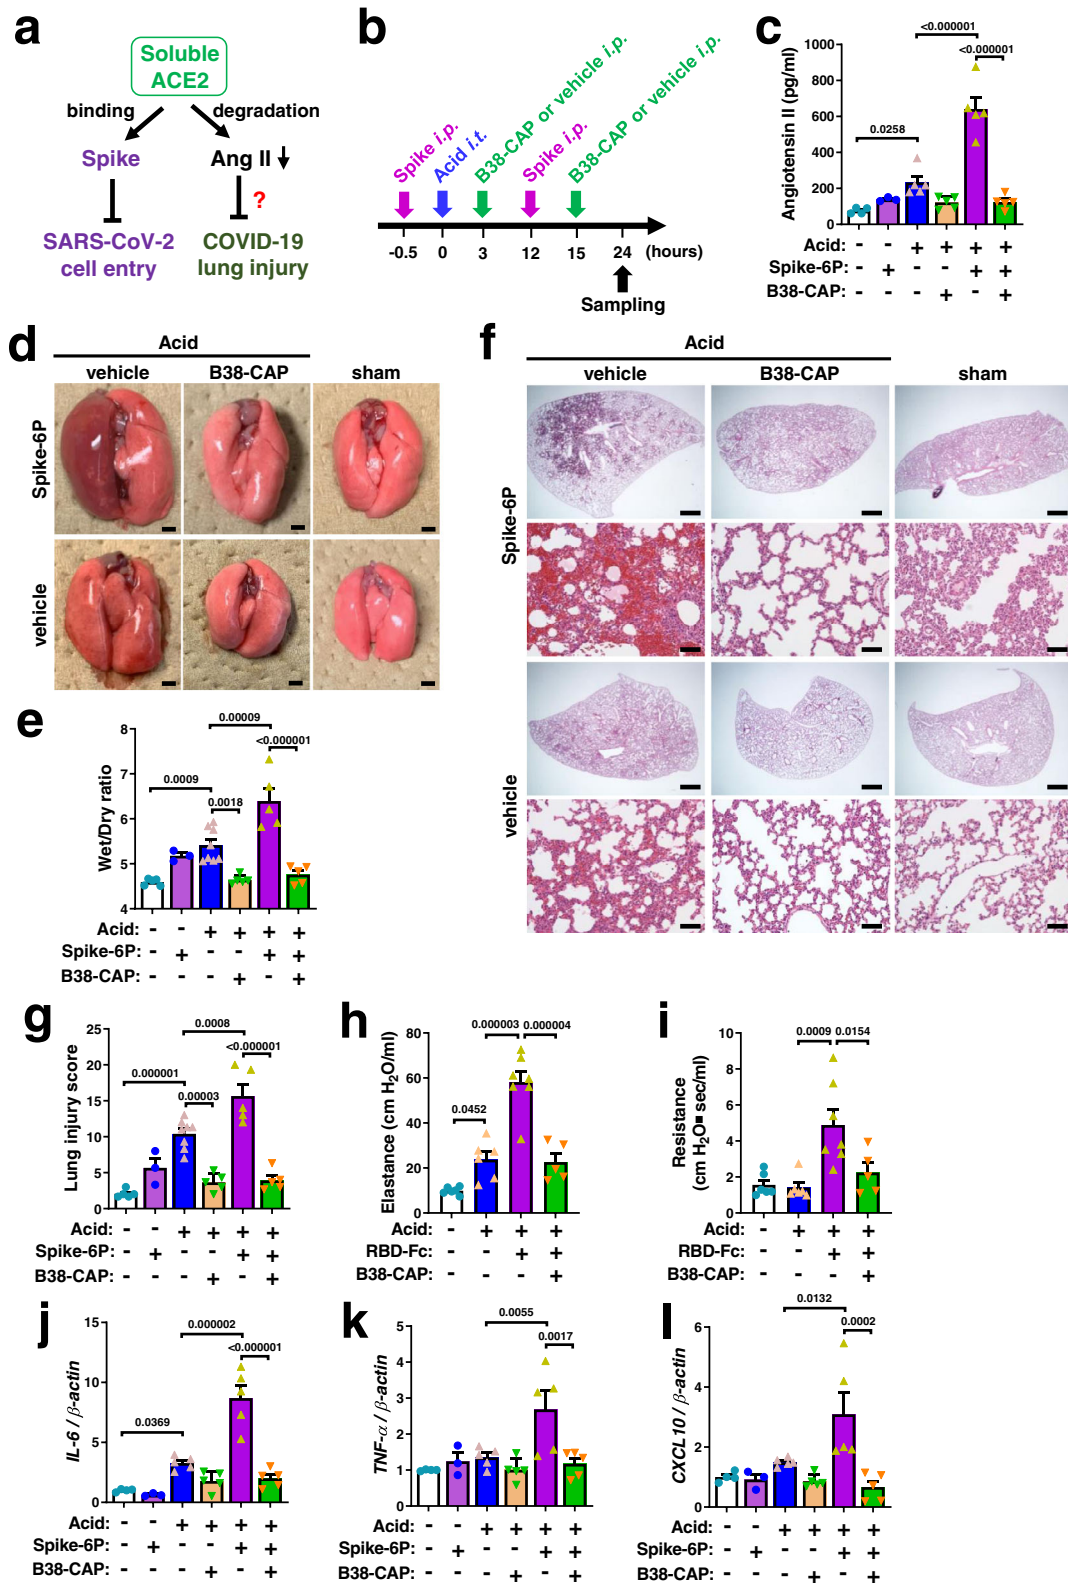 a
Soluble
ACE2
binding
degradation
Spike
Ang II
?
SARS-CoV-2
cell entry
COVID-19
lung injury
b
Spike i.p.
Acid i.t.
B38-CAP or vehicle i.p.
Spike i.p.
B38-CAP or vehicle i.p.
-0.5 0 3 12 15 24 (hours)
Sampling
c
Angiotensin II (pg/ml)
1000
800
600
400
200
0
0.0258
<0.000001
<0.000001
Acid: - - + + + +
Spike-6P: - + - - + +
B38-CAP: - - - + - +
d
Acid
vehicle B38-CAP sham
Spike-6P
vehicle
e
Wet/Dry ratio
8
7
6
5
4
0.0009
0.0018
0.00009
<0.000001
Acid: - - + + + +
Spike-6P: - + - - + +
B38-CAP: - - - + - +
f
Acid
vehicle B38-CAP sham
Spike-6P
vehicle
g
Lung injury score
25
20
15
10
5
0
0.000001
0.00003
0.0008
<0.000001
Acid: - - + + + +
Spike-6P: - + - - + +
B38-CAP: - - - + - +
h
Elastance (cm H2O/ml)
80
60
40
20
0
0.0452
0.000003
0.000004
Acid: - + + +
RBD-Fc: - - + +
B38-CAP: - - - +
i
Resistance
(cm H2O■ sec/ml)
10
8
6
4
2
0
0.0009
0.0154
Acid: - + + +
RBD-Fc: - - + +
B38-CAP: - - - +
j
IL-6 / β-actin
15
10
5
0
0.0369
0.000002
<0.000001
Acid: - - + + + +
Spike-6P: - + - - + +
B38-CAP: - - - + - +
k
TNF-α / β-actin
5
4
3
2
1
0
0.0055
0.0017
Acid: - - + + + +
Spike-6P: - + - - + +
B38-CAP: - - - + - +
l
CXCL10 / β-actin
6
4
2
0
0.0132
0.0002
Acid: - - + + + +
Spike-6P: - + - - + +
B38-CAP: - - - + - +